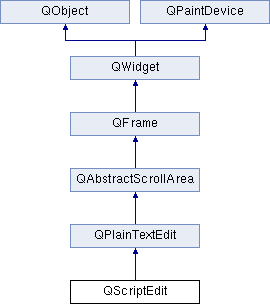 QObject
QPaintDevice
QWidget
QFrame
QAbstractScrollArea
QPlainTextEdit
QScriptEdit